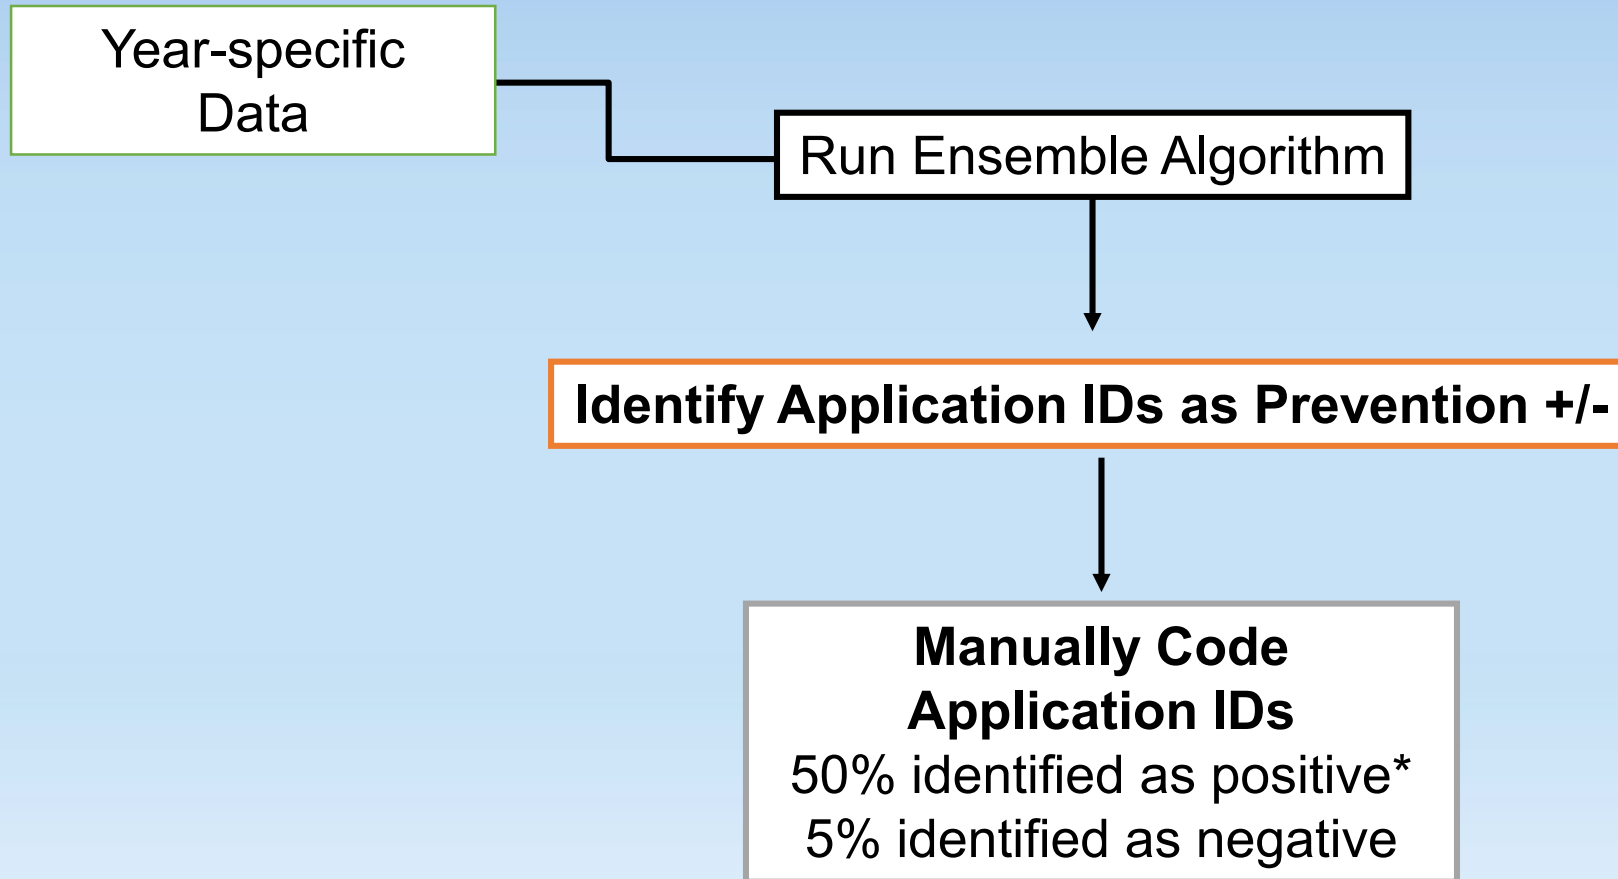 Year-specific
Data
Run Ensemble Algorithm
Identify Application IDs as Prevention +/-
Manually Code
Application IDs
50% identified as positive*
5% identified as negative